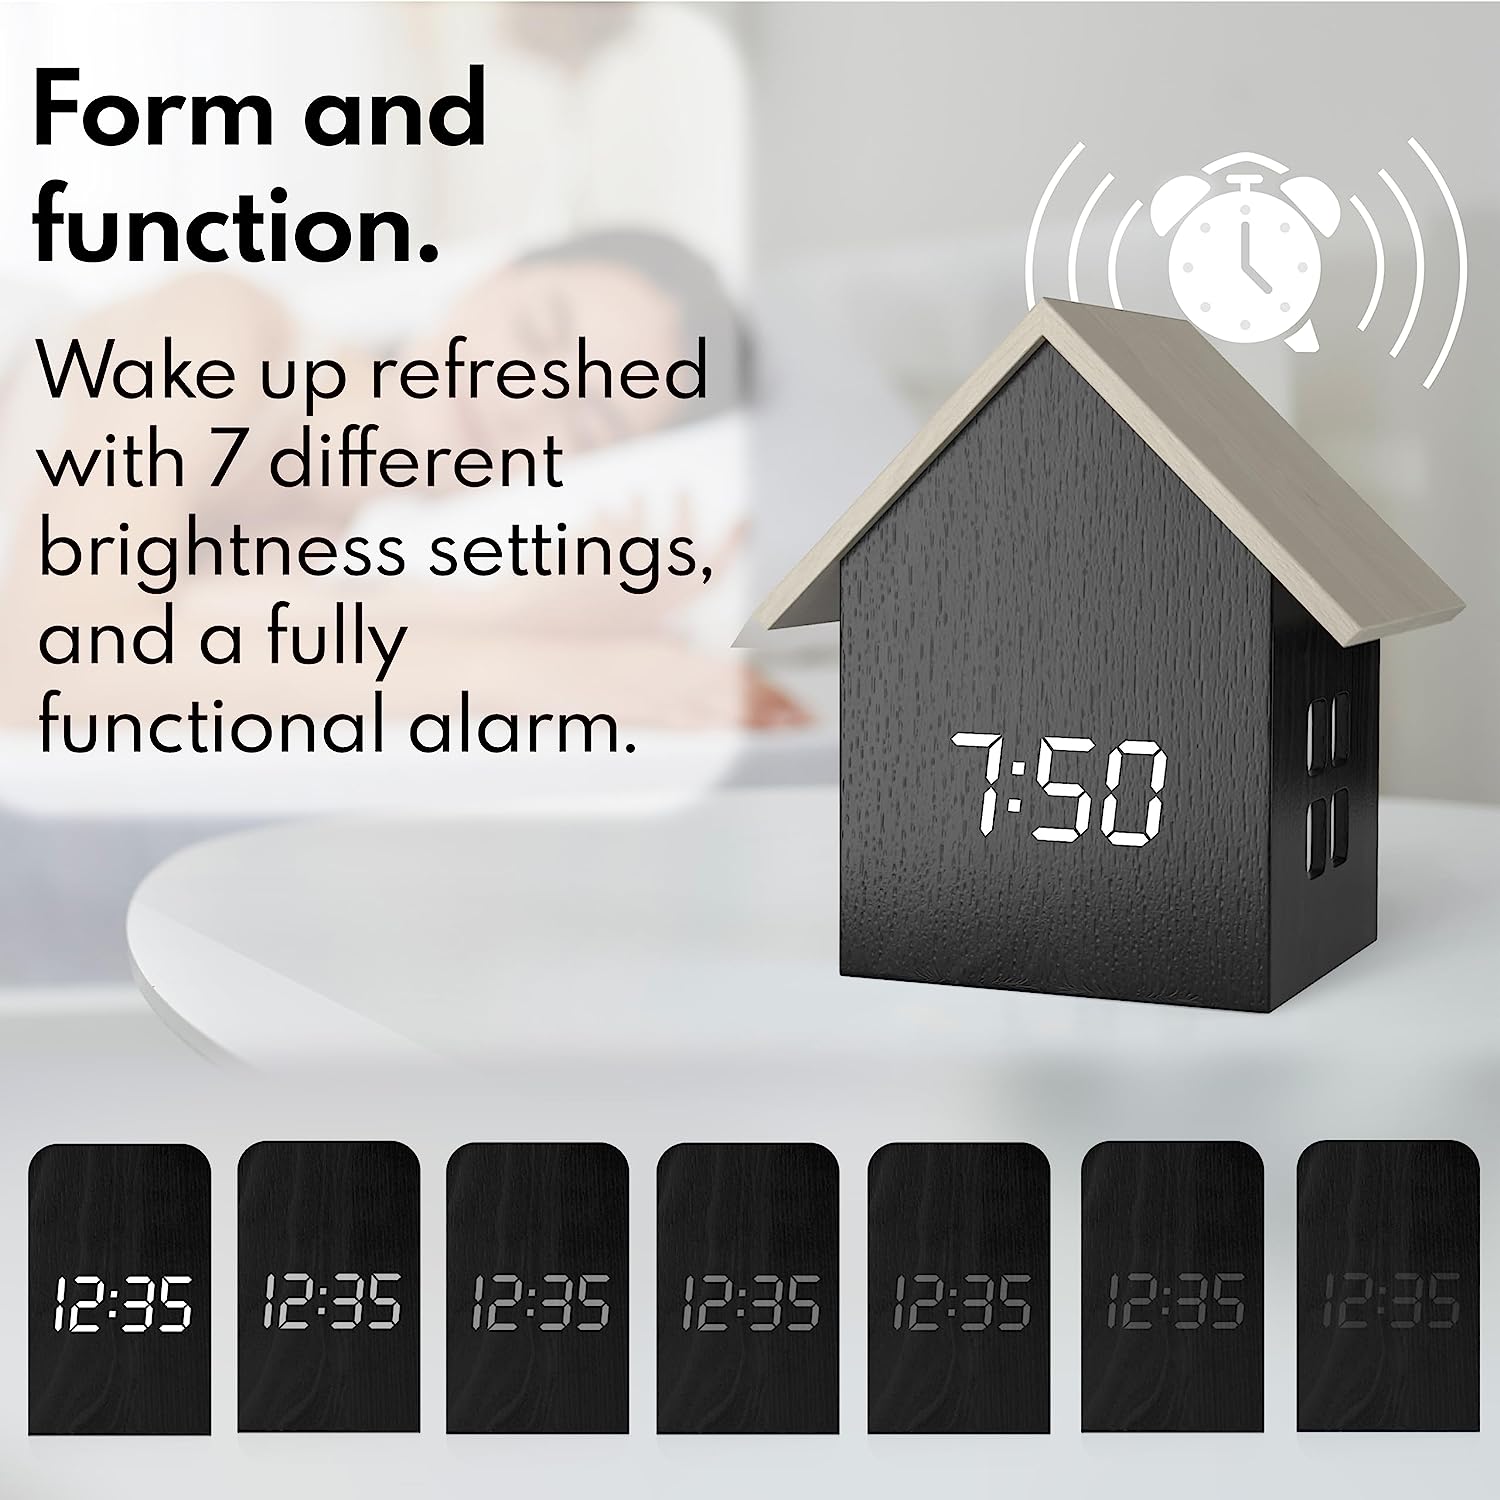 Form and
function.
Wake up refreshed
with 7 different
brightness settings,
and a fully
functional alarm.
7:50
12:35 12:35 12:35 12:35 12:35 12:35 12:35